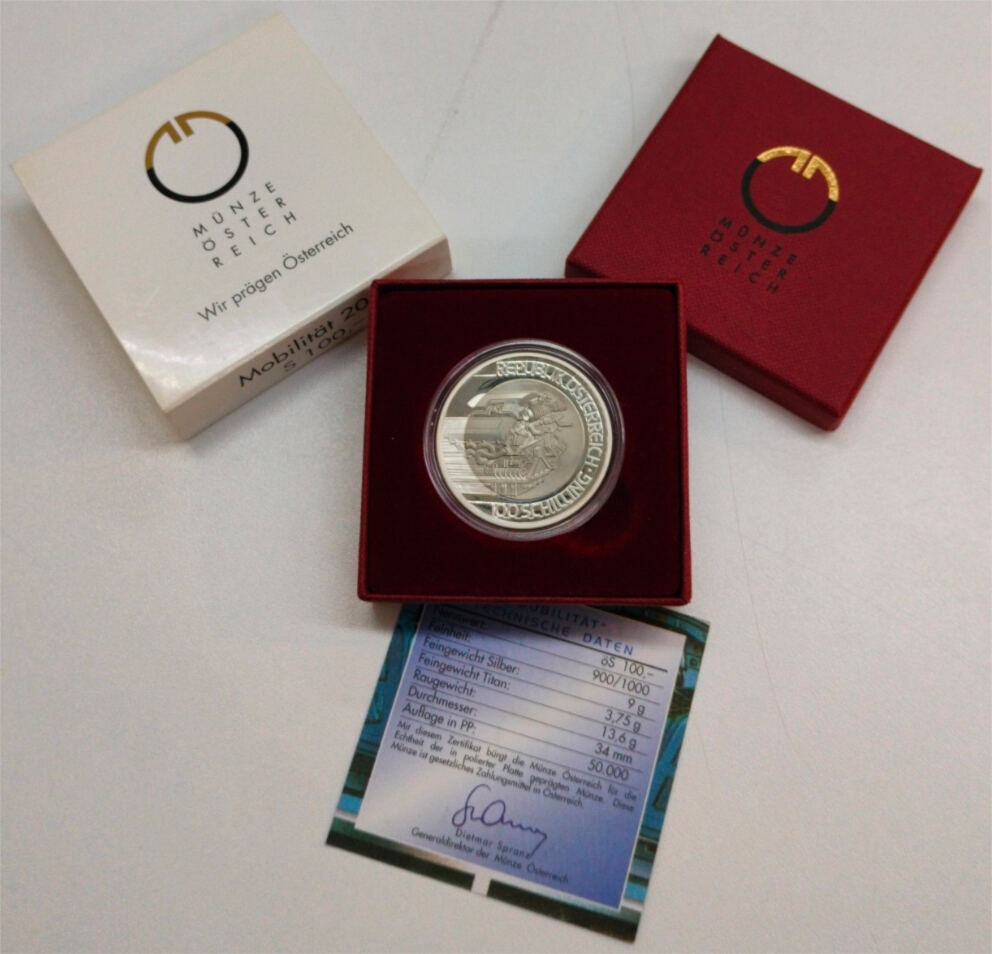 MÜNZE
ÖSTER
REICH
Wir prägen Österreich
Mobilität 20
S 100,-
MÜNZE
ÖSTER
REICH
REPUBLIK ÖSTERREICH · 100 SCHILLING
MOBILITÄT"
TECHNISCHE DATEN
Nennwert: öS 100,–
Feinheit: 900/1000
Feingewicht Silber: 9 g
Feingewicht Titan: 3,75 g
Raugewicht: 13,6 g
Durchmesser: 34 mm
Auflage in PP: 50.000
Mit diesem Zertifikat bürgt die Münze Österreich für die
Echtheit der in polierter Platte geprägten Münze. Diese
Münze ist gesetzliches Zahlungsmittel in Österreich.
Dietmar Spranz
Generaldirektor der Münze Österreich